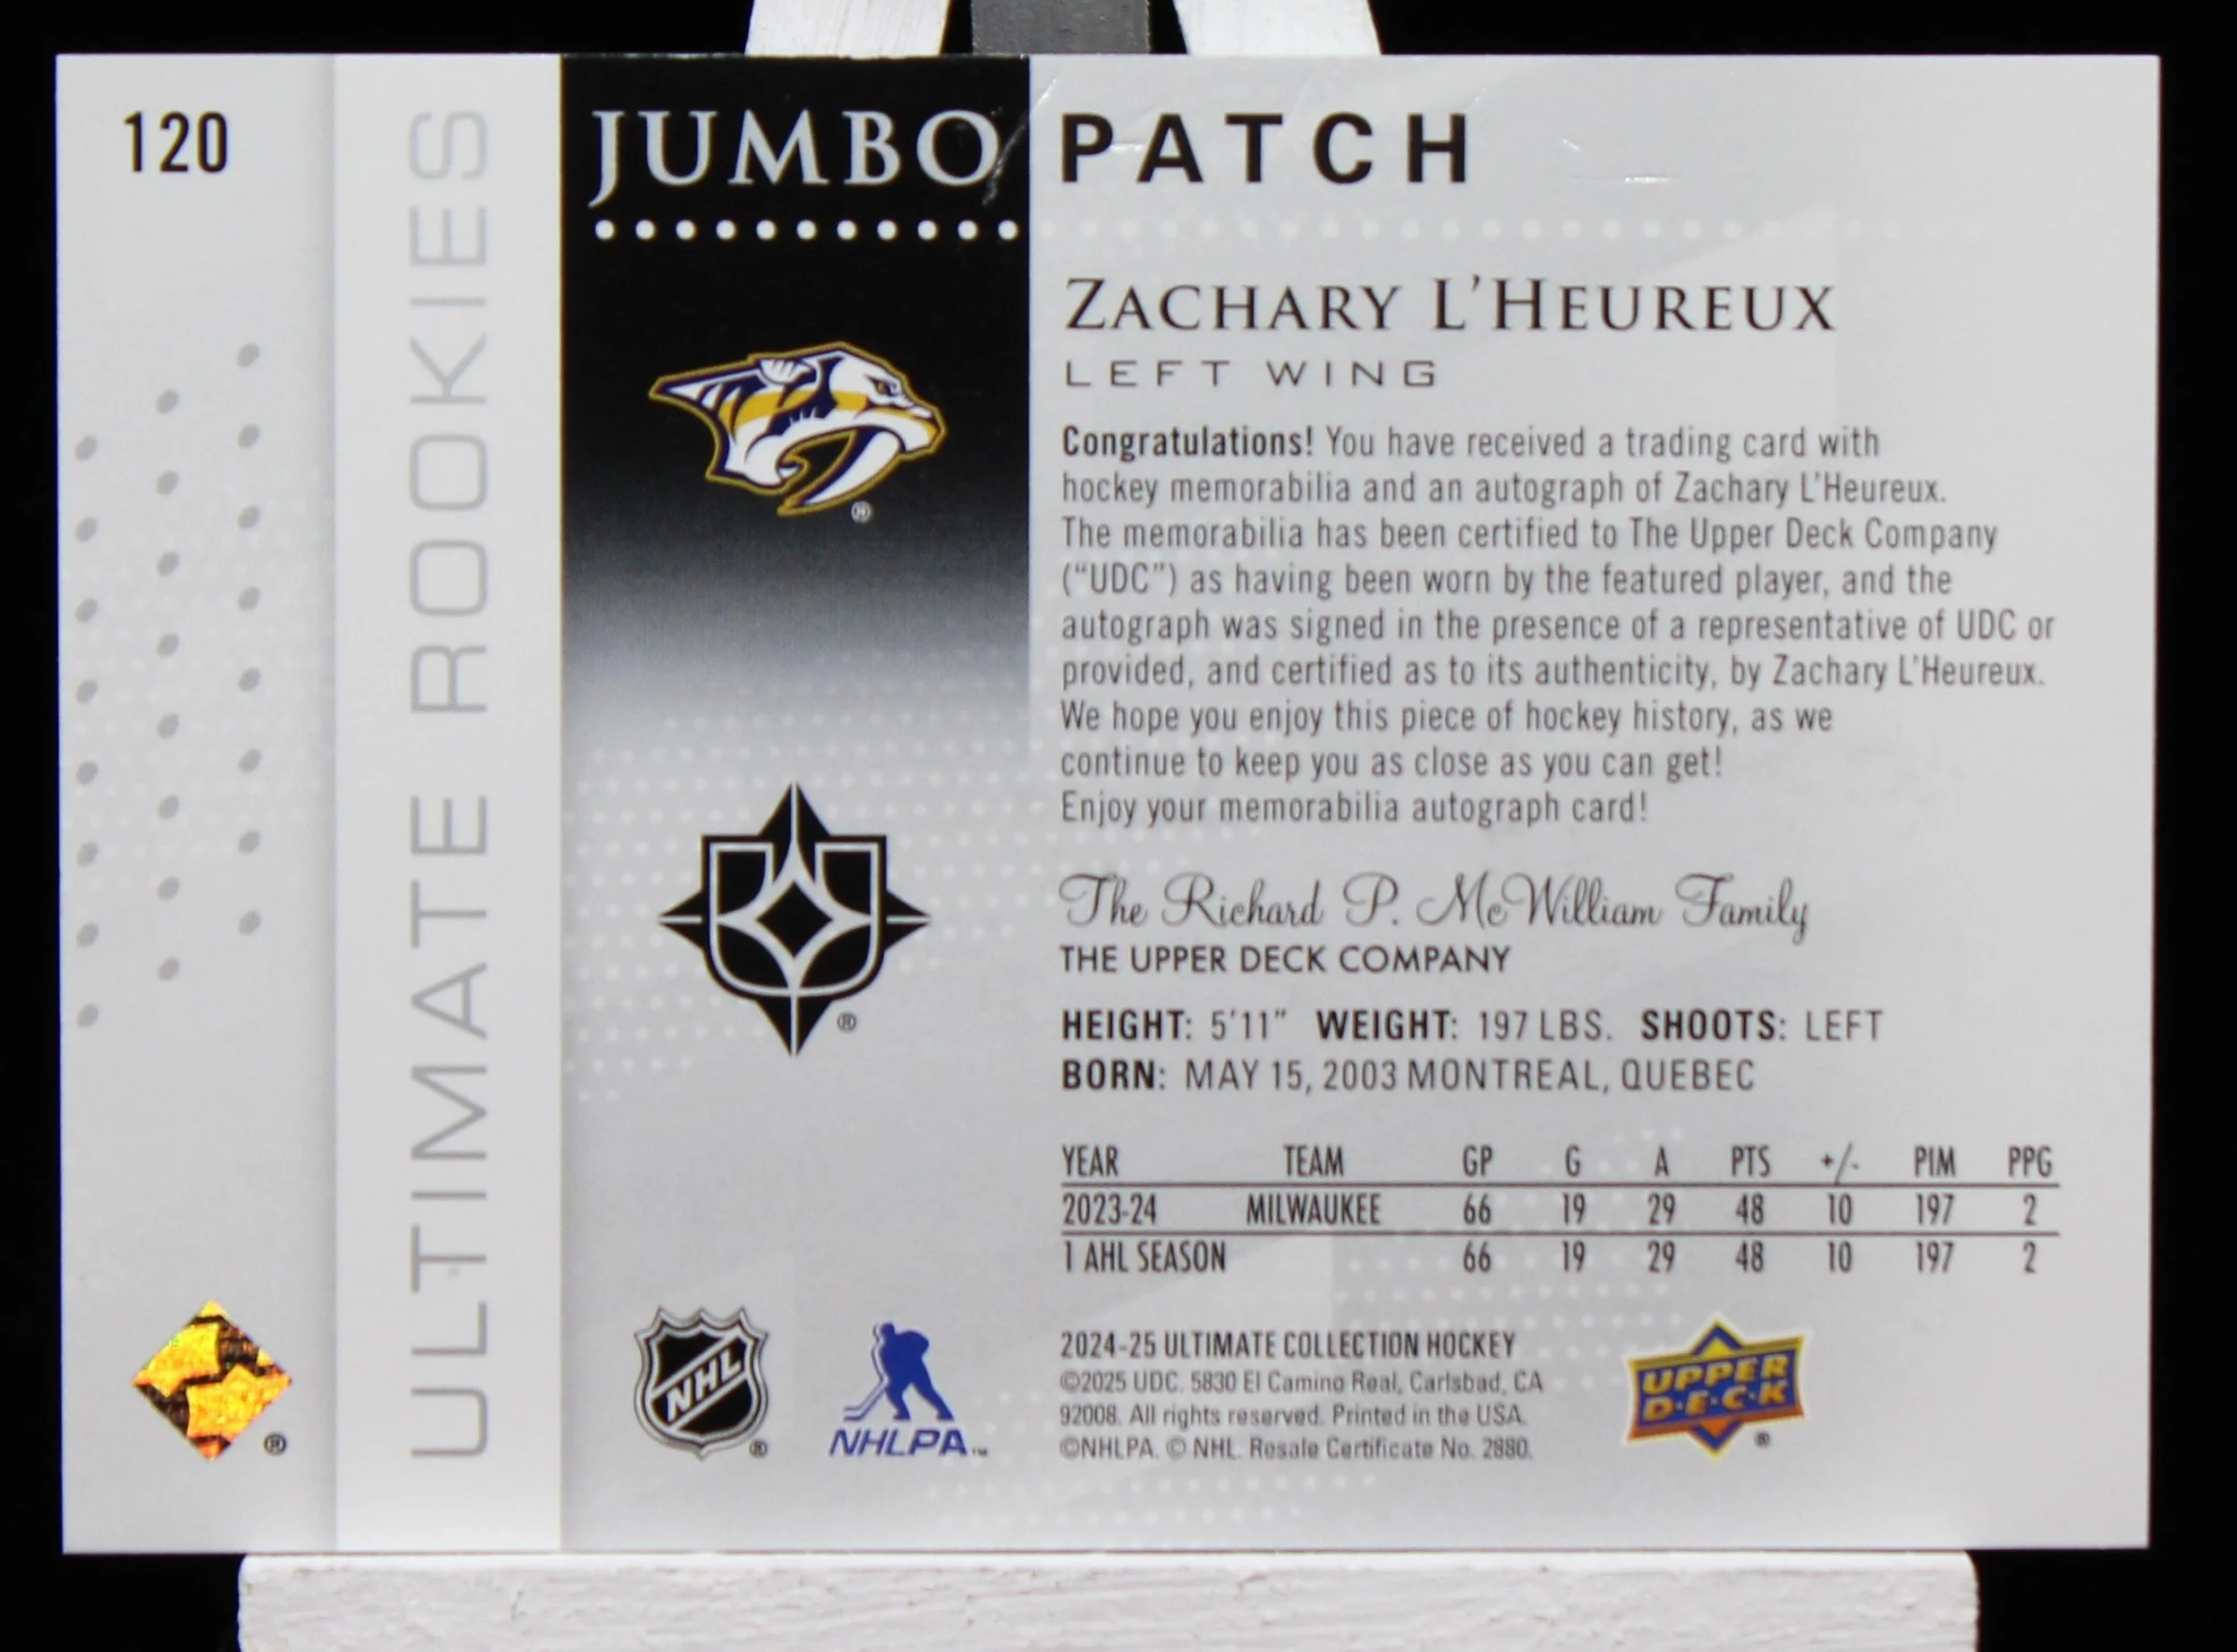 120
ULTIMATE ROOKIES
JUMBO PATCH
ZACHARY L'HEUREUX
LEFT WING
Congratulations! You have received a trading card with
hockey memorabilia and an autograph of Zachary L'Heureux.
The memorabilia has been certified to The Upper Deck Company
("UDC") as having been worn by the featured player, and the
autograph was signed in the presence of a representative of UDC or
provided, and certified as to its authenticity, by Zachary L'Heureux.
We hope you enjoy this piece of hockey history, as we
continue to keep you as close as you can get!
Enjoy your memorabilia autograph card!
The Richard P. McWilliam Family
THE UPPER DECK COMPANY
HEIGHT: 5'11" WEIGHT: 197 LBS. SHOOTS: LEFT
BORN: MAY 15, 2003 MONTREAL, QUEBEC
YEAR TEAM GP G A PTS +/- PIM PPG
2023-24 MILWAUKEE 66 19 29 48 10 197 2
1 AHL SEASON 66 19 29 48 10 197 2
2024-25 ULTIMATE COLLECTION HOCKEY
©2025 UDC. 5830 El Camino Real, Carlsbad, CA
92008. All rights reserved. Printed in the USA.
©NHLPA. © NHL. Resale Certificate No. 2880.
NHL ®
NHLPA™
UPPER
D·E·C·K ®
®
®
®